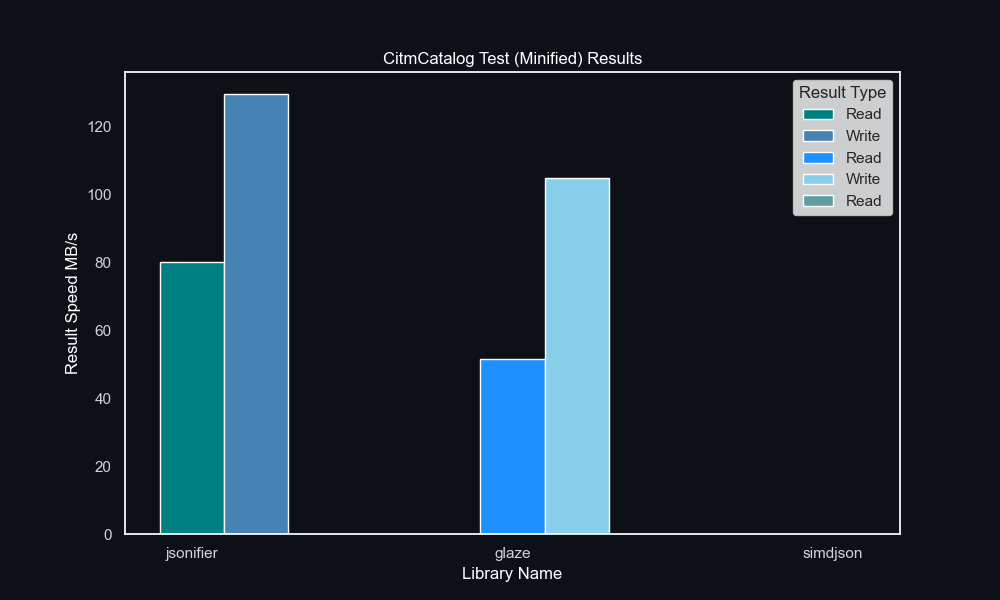 CitmCatalog Test (Minified) Results
Result Type
Read
Write
Read
Write
Read
Result Speed MB/s
120
100
80
60
40
20
0
jsonifier glaze simdjson
Library Name